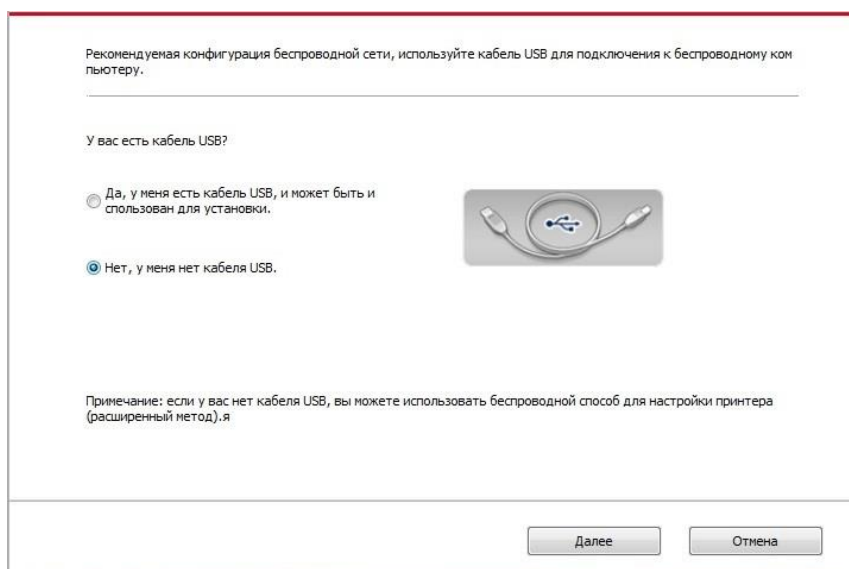 Рекомендуемая конфигурация беспроводной сети, используйте кабель USB для подключения к беспроводному ком
пьютеру.
У вас есть кабель USB?
Да, у меня есть кабель USB, и может быть и
спользован для установки.
Нет, у меня нет кабеля USB.
Примечание: если у вас нет кабеля USB, вы можете использовать беспроводной способ для настройки принтера
(расширенный метод).я
Далее
Отмена